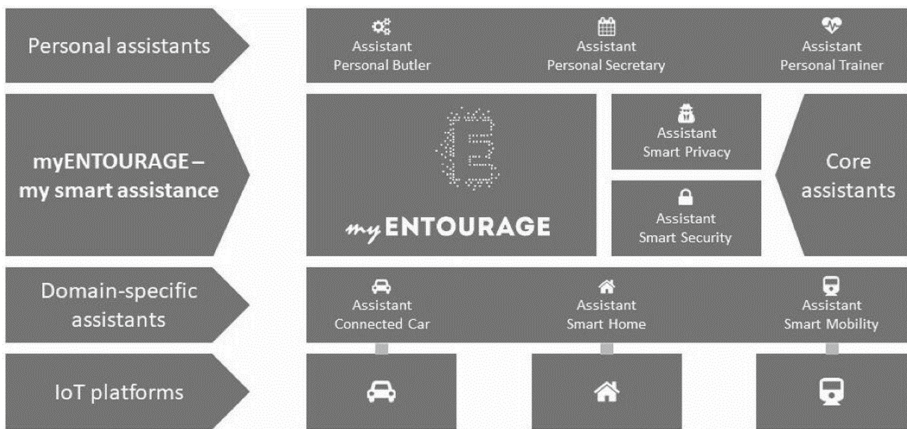 Personal assistants
Assistant
Personal Butler
Assistant
Personal Secretary
Assistant
Personal Trainer
myENTOURAGE –
my smart assistance
E
my ENTOURAGE
Assistant
Smart Privacy
Assistant
Smart Security
Core
assistants
Domain-specific
assistants
Assistant
Connected Car
Assistant
Smart Home
Assistant
Smart Mobility
IoT platforms